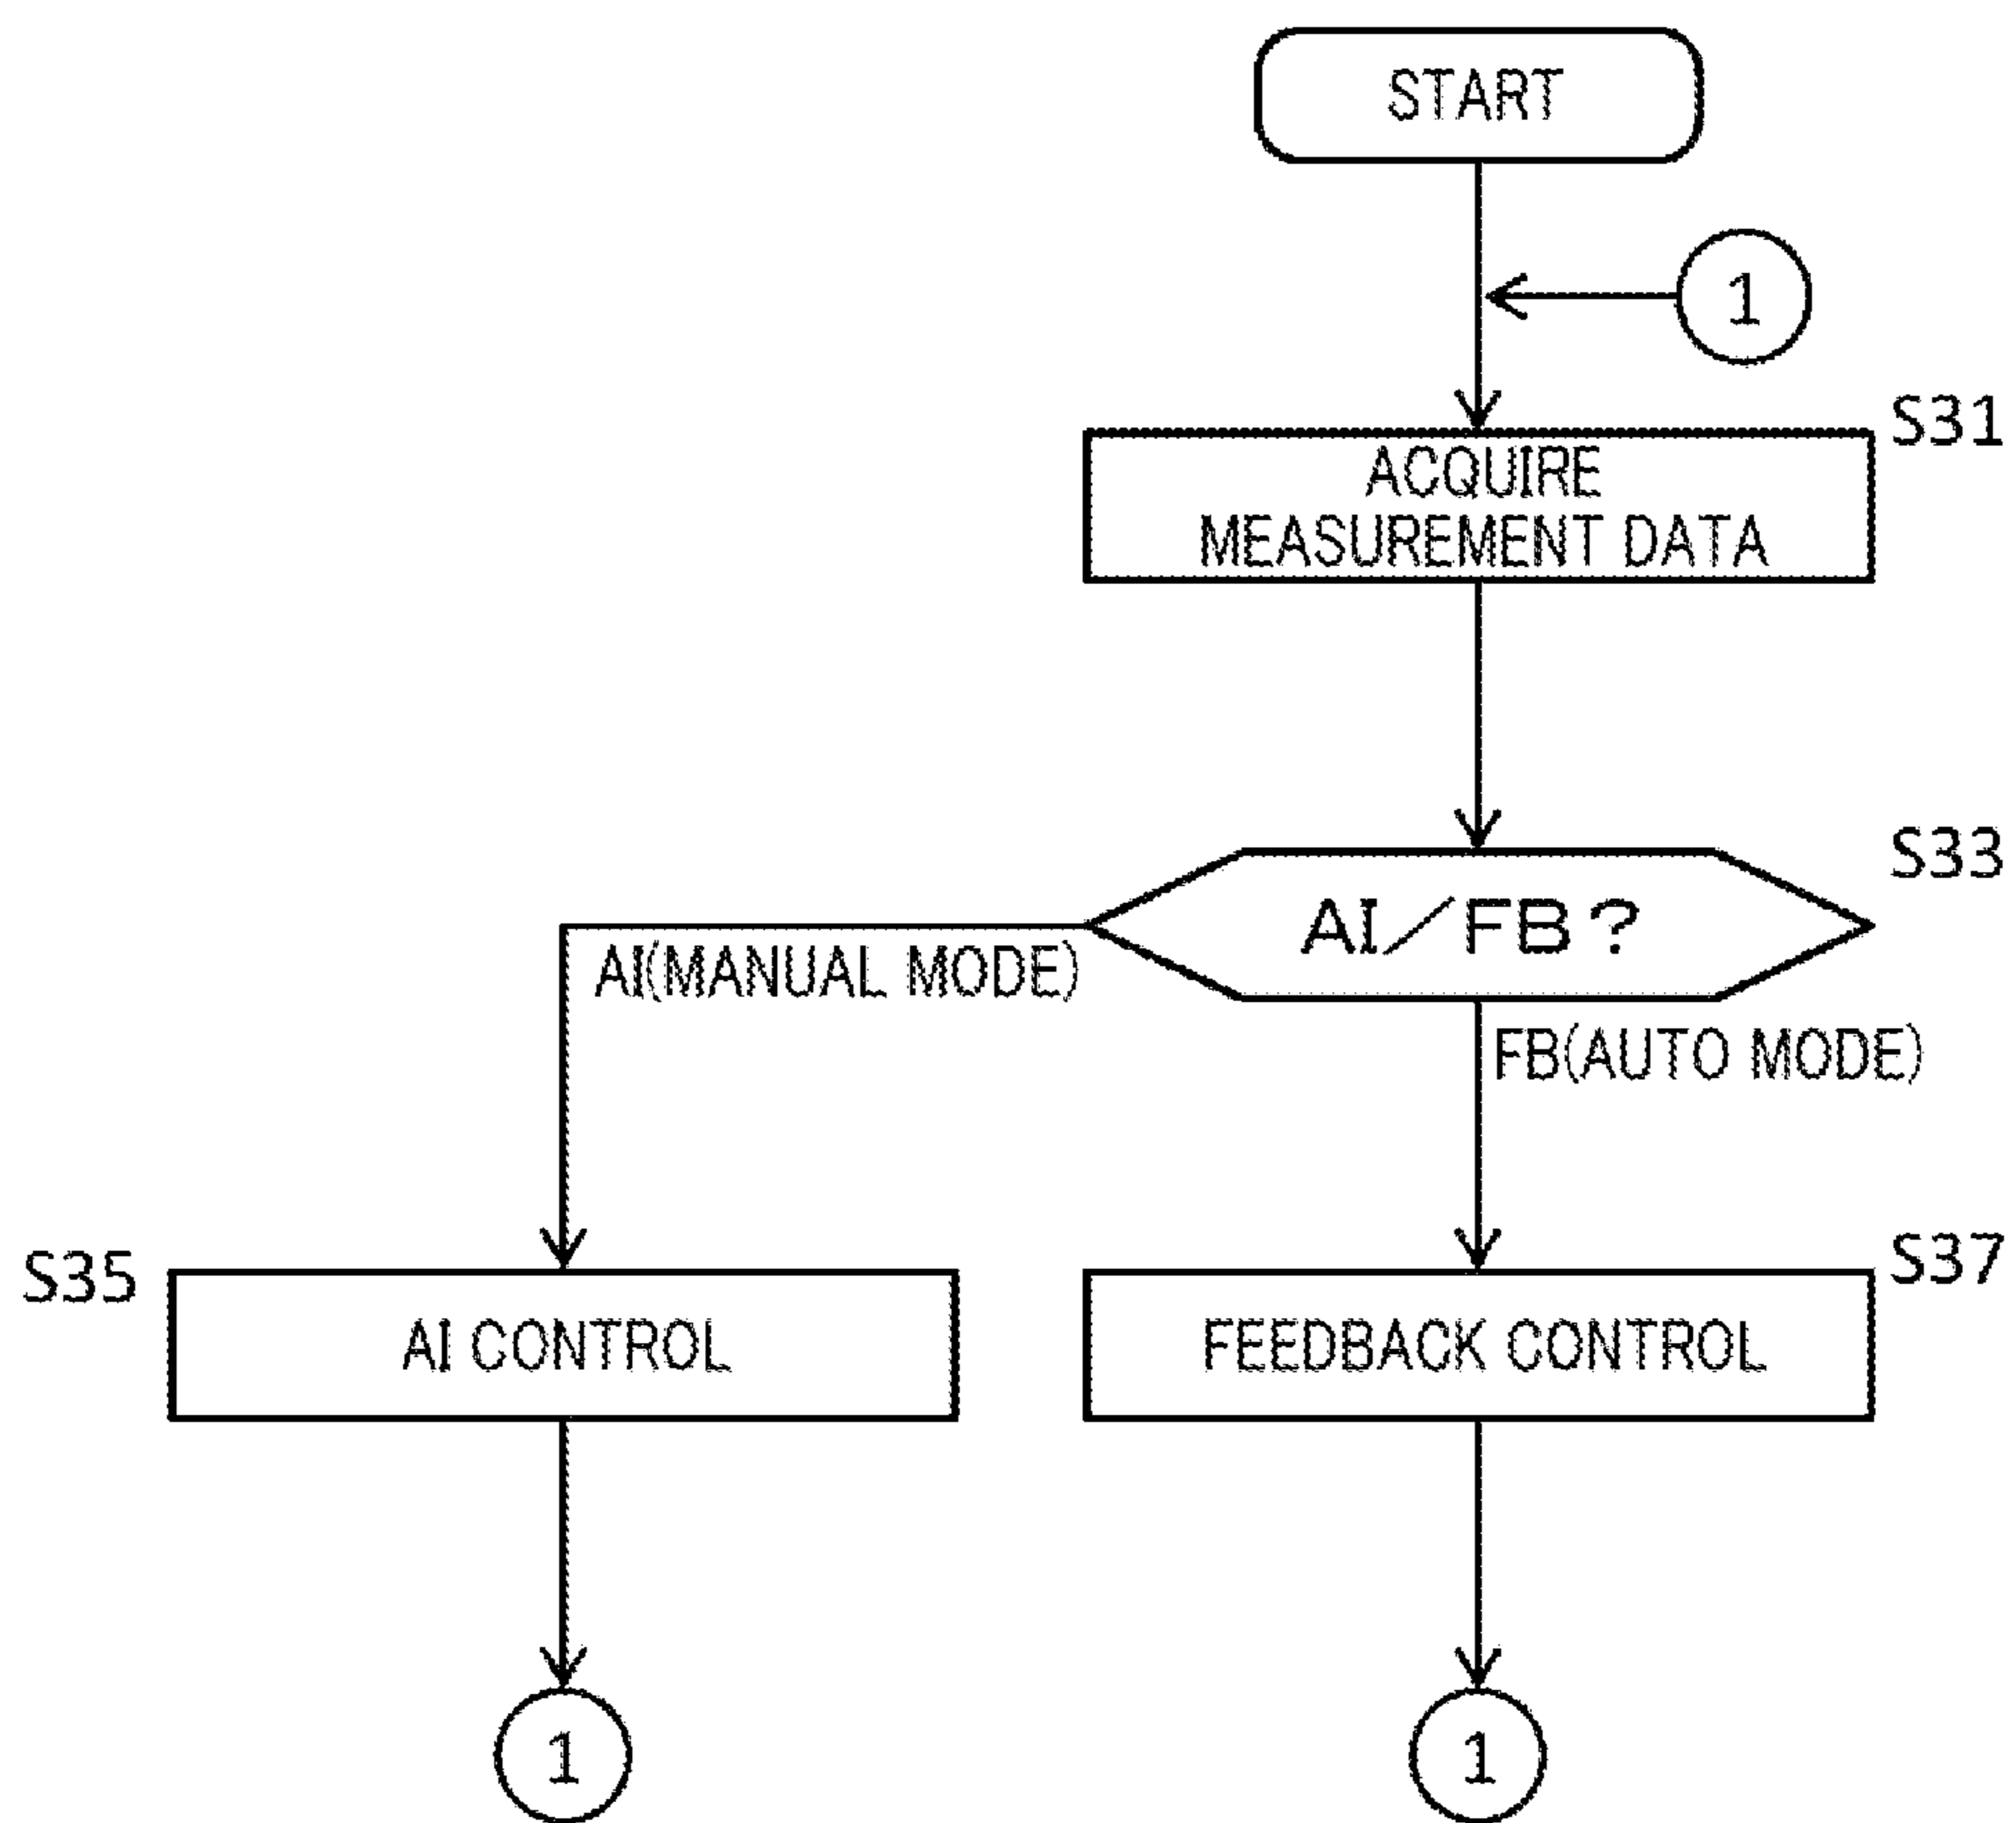 START
1
S31
ACQUIRE
MEASUREMENT DATA
S33
AI/FB?
AI(MANUAL MODE)
FB(AUTO MODE)
S35
AI CONTROL
S37
FEEDBACK CONTROL
1
1